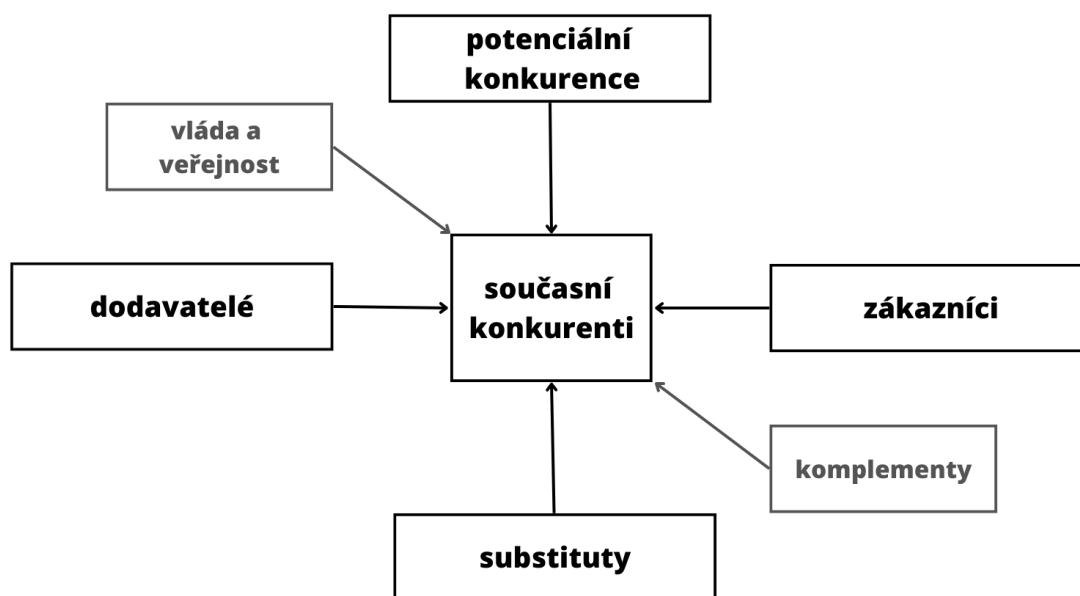 potenciální
konkurence
vláda a
veřejnost
dodavatelé
současní
konkurenti
zákazníci
komplementy
substituty